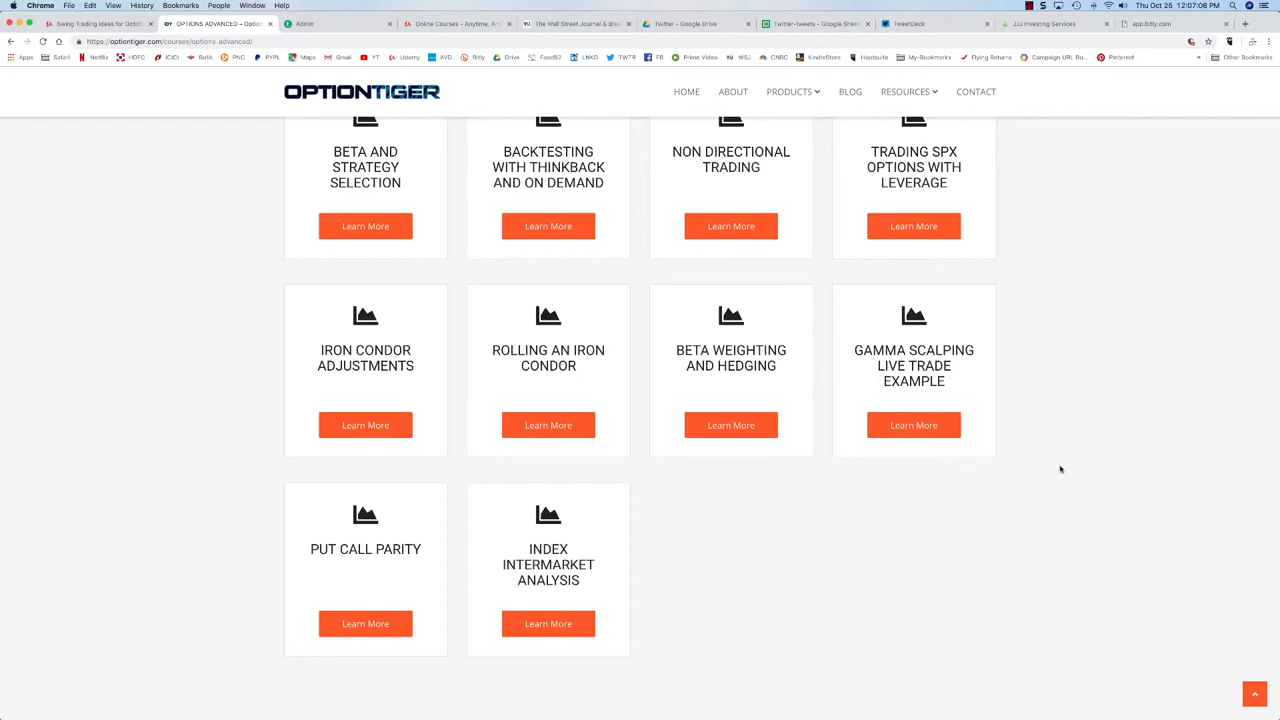 Chrome File Edit View History Bookmarks People Window Help
Thu Oct 25 12:07:08 PM
Swing Trading Ideas for Octob
OPTIONS ADVANCED – Option
Admin
Online Courses - Anytime, An
The Wall Street Journal & Bre
Twitter - Google Drive
Twitter-tweets - Google Shee
TweetDeck
JJJ Investing Services
app.bitly.com
https://optiontiger.com/courses/options-advanced/
Apps Safari Netflix HDFC ICICI BofA PNC PYPL Maps Gmail YT Udemy AVD Bitly Drive Food52 LNKD TWTR FB Prime Video WSJ CNBC KindleStore Hootsuite My-Bookmarks Flying Returns Campaign URL Bu... Pinterest » Other Bookmarks
OPTIONTIGER
HOME ABOUT PRODUCTS BLOG RESOURCES CONTACT
BETA AND
STRATEGY
SELECTION
Learn More
BACKTESTING
WITH THINKBACK
AND ON DEMAND
Learn More
NON DIRECTIONAL
TRADING
Learn More
TRADING SPX
OPTIONS WITH
LEVERAGE
Learn More
IRON CONDOR
ADJUSTMENTS
Learn More
ROLLING AN IRON
CONDOR
Learn More
BETA WEIGHTING
AND HEDGING
Learn More
GAMMA SCALPING
LIVE TRADE
EXAMPLE
Learn More
PUT CALL PARITY
Learn More
INDEX
INTERMARKET
ANALYSIS
Learn More